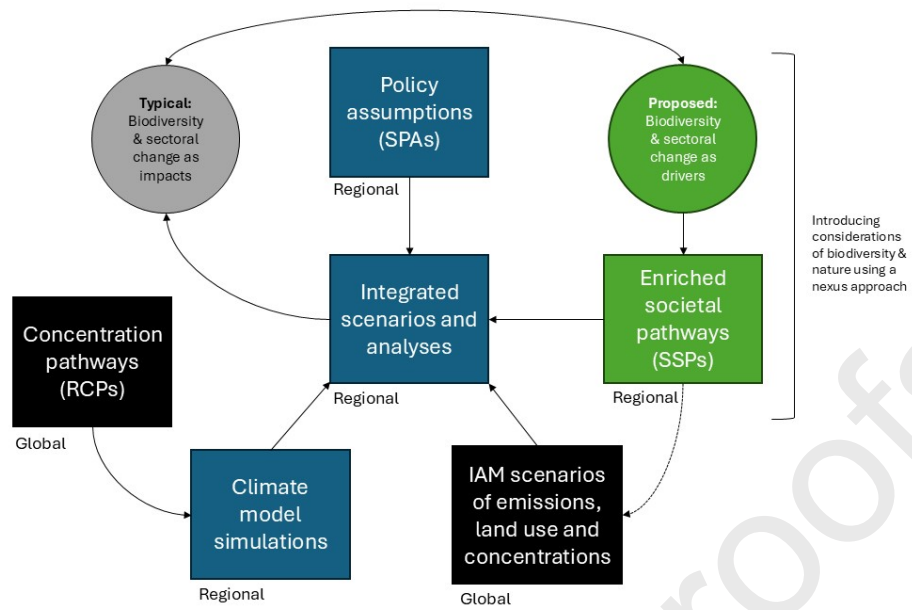 Typical:
Biodiversity
& sectoral
change as
impacts
Policy
assumptions
(SPAs)
Regional
Proposed:
Biodiversity
& sectoral
change as
drivers
Introducing
considerations
of biodiversity &
nature using a
nexus approach
Integrated
scenarios and
analyses
Regional
Enriched
societal
pathways
(SSPs)
Regional
Concentration
pathways
(RCPs)
Global
Climate
model
simulations
Regional
IAM scenarios
of emissions,
land use and
concentrations
Global
roofs